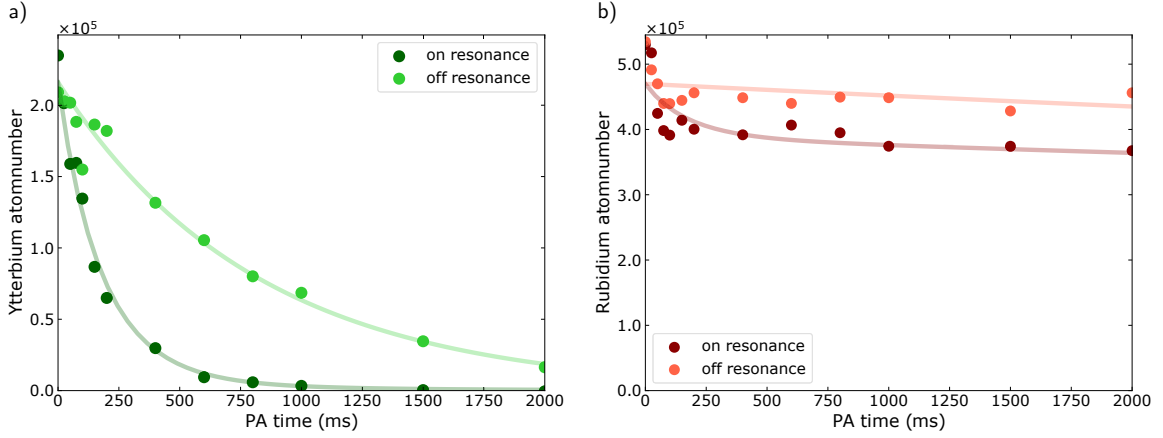 a)
×10⁵
Ytterbium atomnumber
2.0
1.5
1.0
0.5
0.0
0 250 500 750 1000 1250 1500 1750 2000
PA time (ms)
on resonance
off resonance
b)
×10⁵
Rubidium atomnumber
5.0
4.0
3.0
2.0
1.0
0.0
0 250 500 750 1000 1250 1500 1750 2000
PA time (ms)
on resonance
off resonance